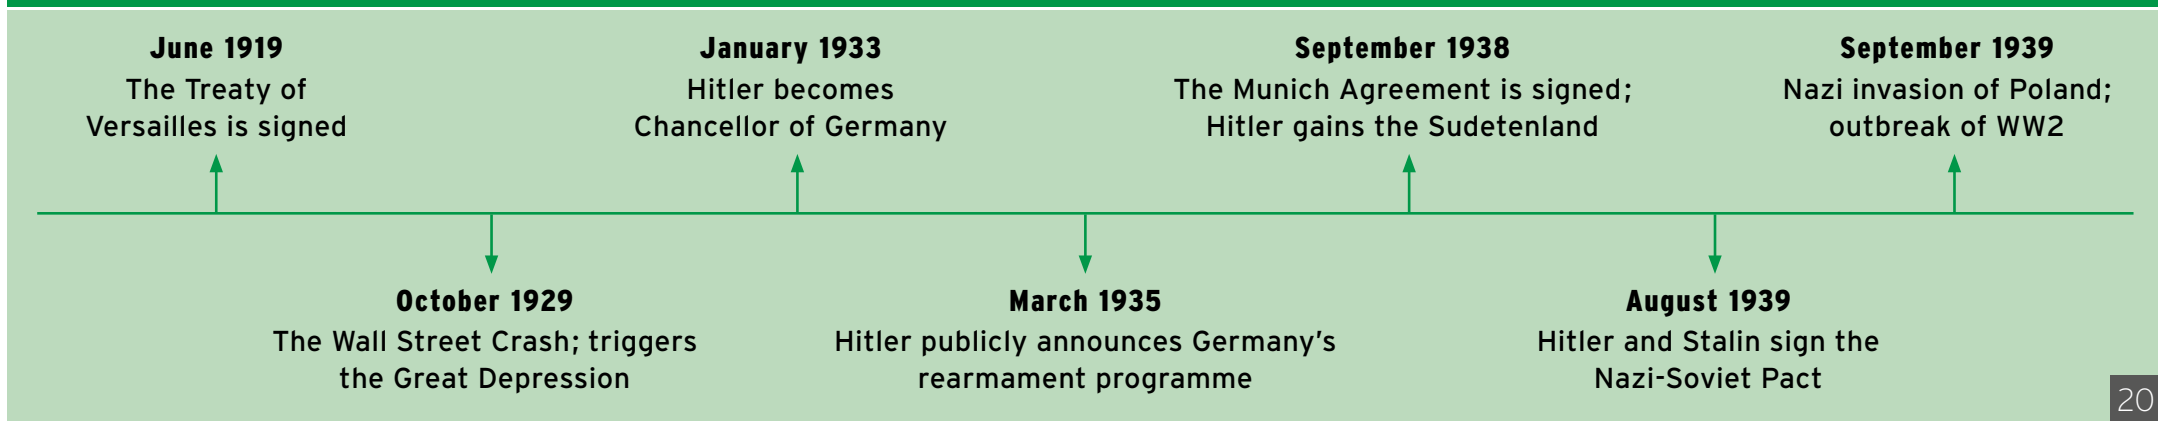 June 1919
The Treaty of
Versailles is signed
January 1933
Hitler becomes
Chancellor of Germany
September 1938
The Munich Agreement is signed;
Hitler gains the Sudetenland
September 1939
Nazi invasion of Poland;
outbreak of WW2
October 1929
The Wall Street Crash; triggers
the Great Depression
March 1935
Hitler publicly announces Germany's
rearmament programme
August 1939
Hitler and Stalin sign the
Nazi-Soviet Pact
20